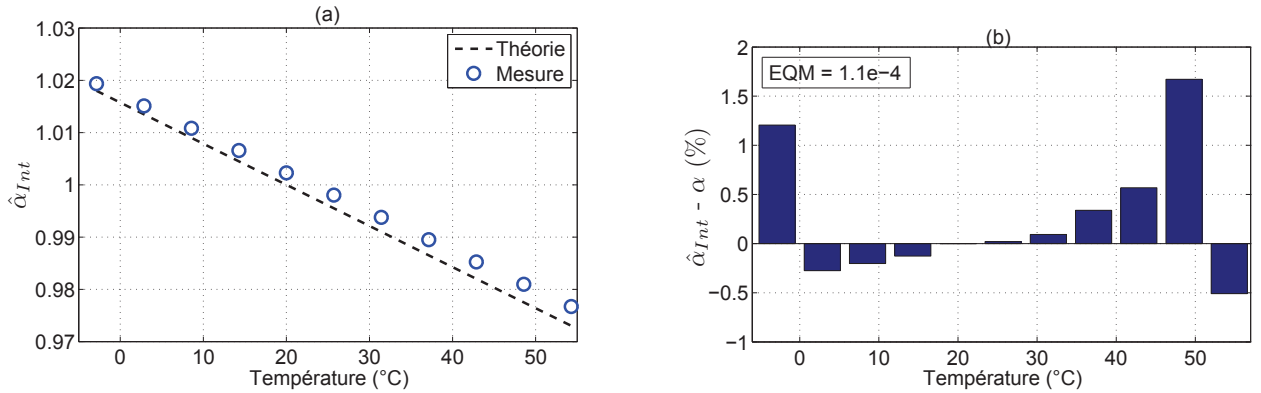 (a)
1.03
1.02
1.01
1
0.99
0.98
0.97
α̂Int
Théorie
Mesure
0 10 20 30 40 50
Température (°C)
(b)
2
1.5
1
0.5
0
−0.5
−1
α̂Int - α (%)
EQM = 1.1e−4
0 10 20 30 40 50
Température (°C)